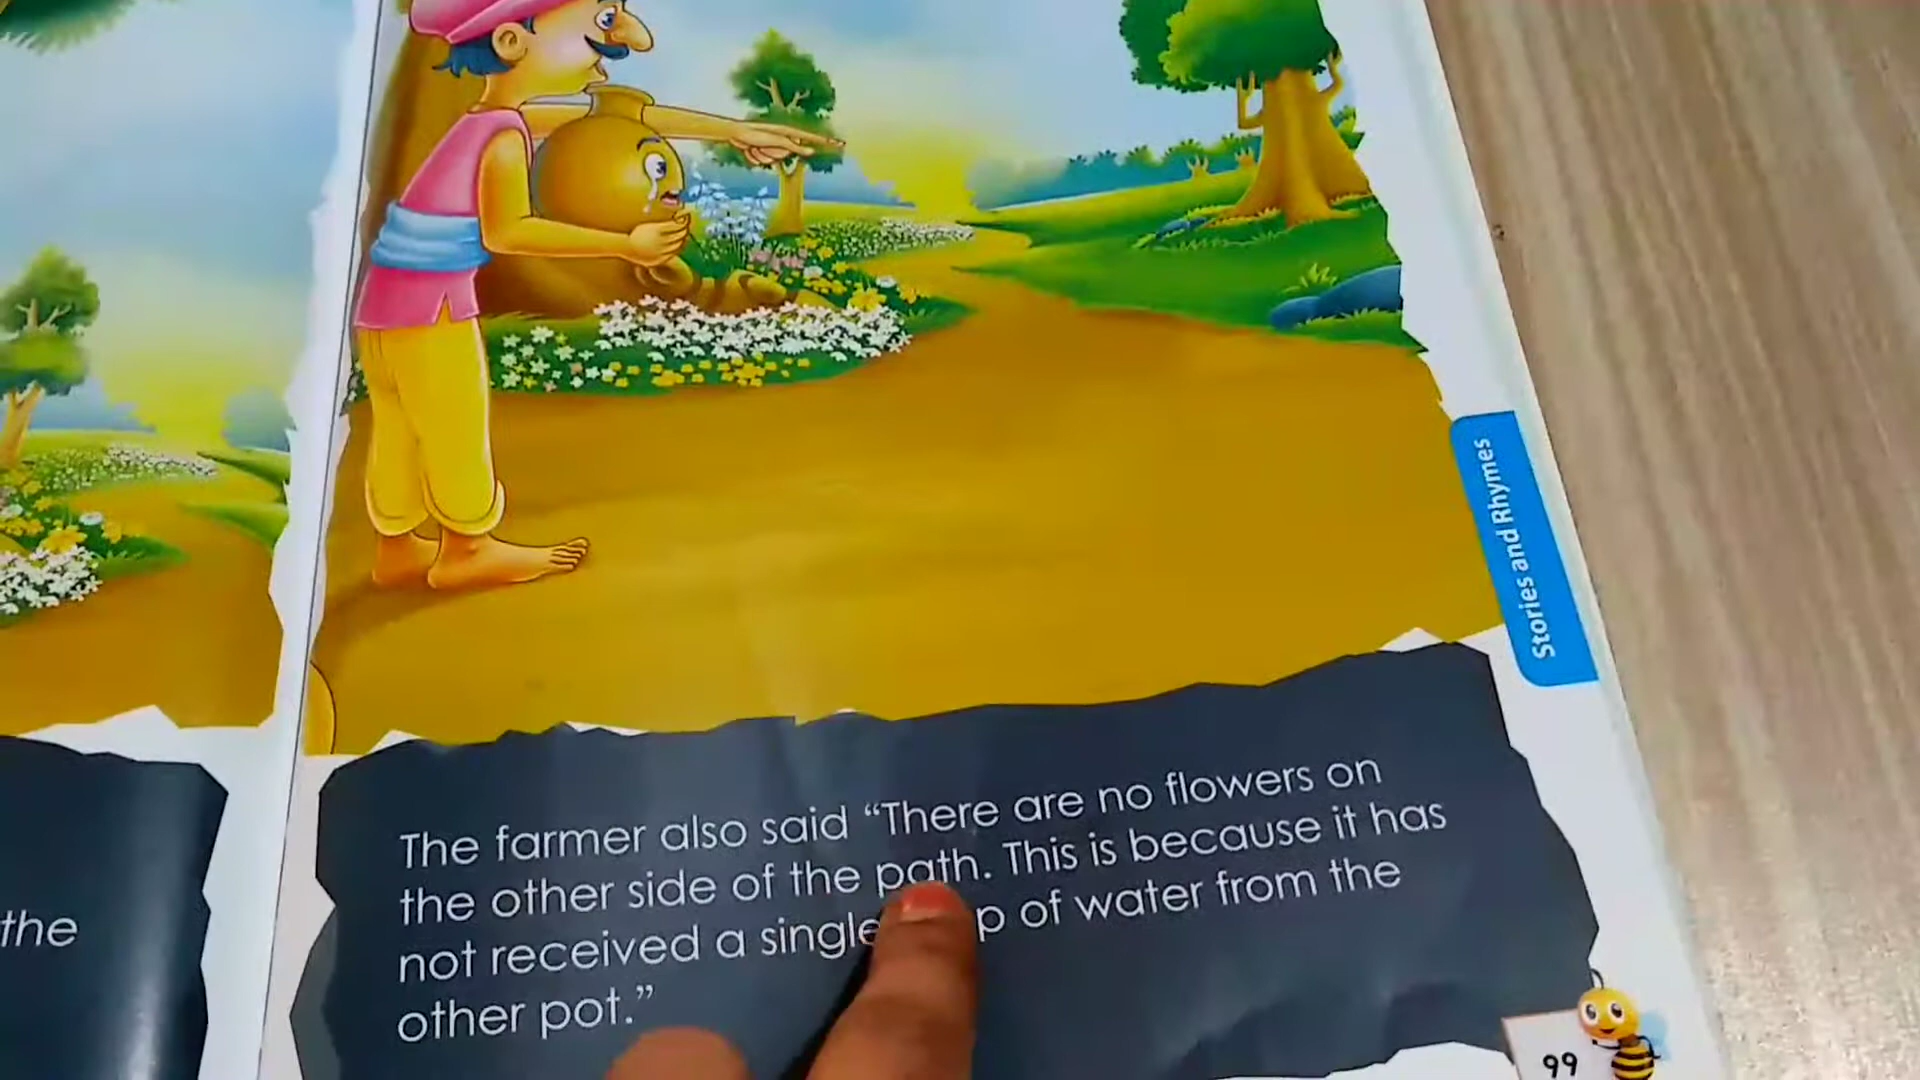 Stories and Rhymes
The farmer also said “There are no flowers on
the other side of the path. This is because it has
not received a single p of water from the
other pot.”
the
99